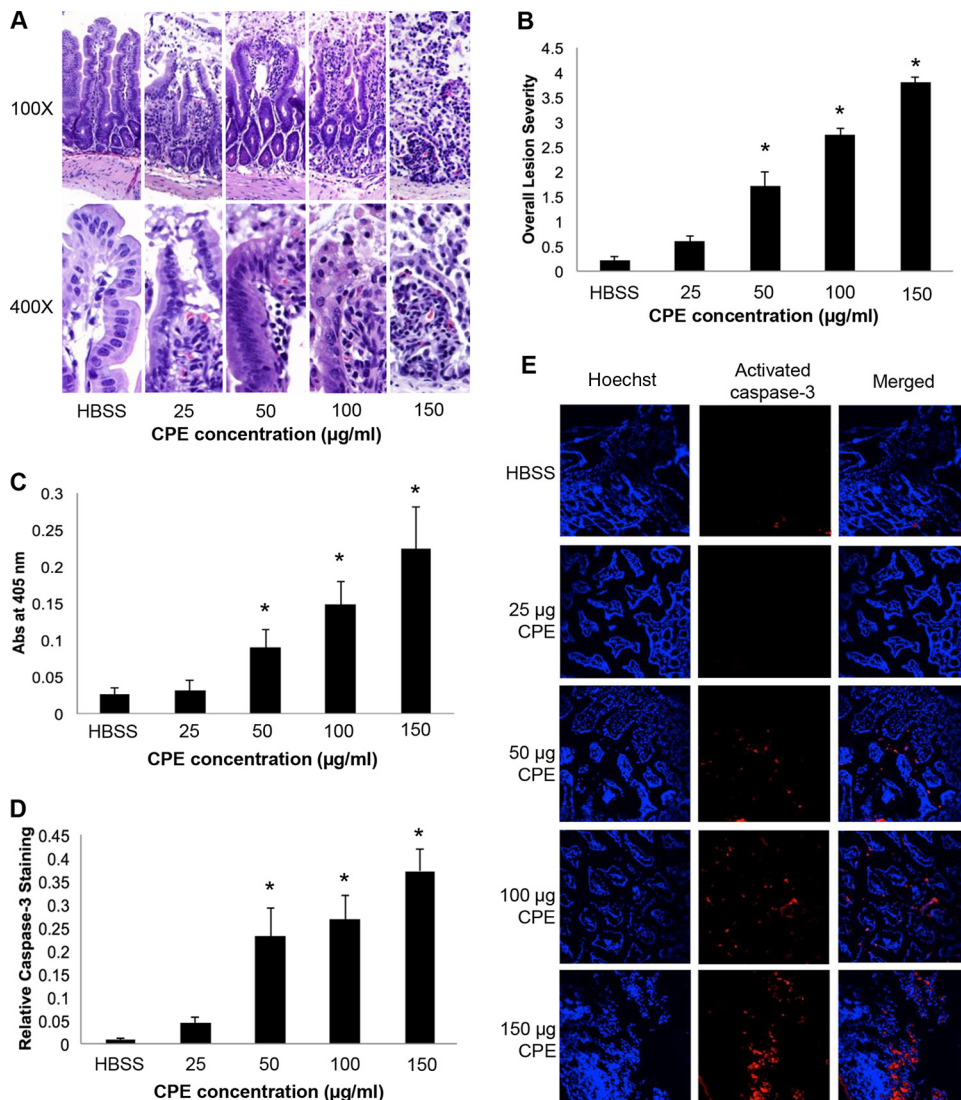 A
100X
400X
HBSS 25 50 100 150
CPE concentration (µg/ml)
B
Overall Lesion Severity
4.5
4
3.5
3
2.5
2
1.5
1
0.5
0
* * *
HBSS 25 50 100 150
CPE concentration (µg/ml)
C
Abs at 405 nm
0.3
0.25
0.2
0.15
0.1
0.05
0
* * *
HBSS 25 50 100 150
CPE concentration (µg/ml)
D
Relative Caspase-3 Staining
0.45
0.4
0.35
0.3
0.25
0.2
0.15
0.1
0.05
0
* * *
HBSS 25 50 100 150
CPE concentration (µg/ml)
E
Hoechst
Activated
caspase-3
Merged
HBSS
25 µg
CPE
50 µg
CPE
100 µg
CPE
150 µg
CPE